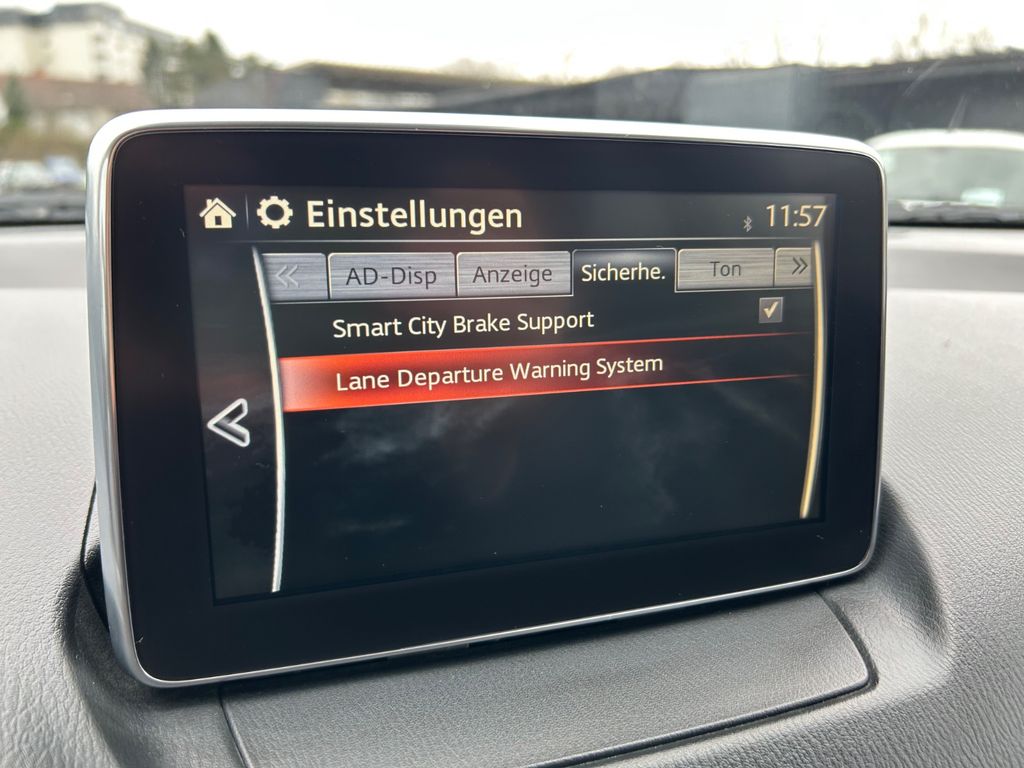 Einstellungen
11:57
AD-Disp
Anzeige
Sicherhe.
Ton
Smart City Brake Support
Lane Departure Warning System